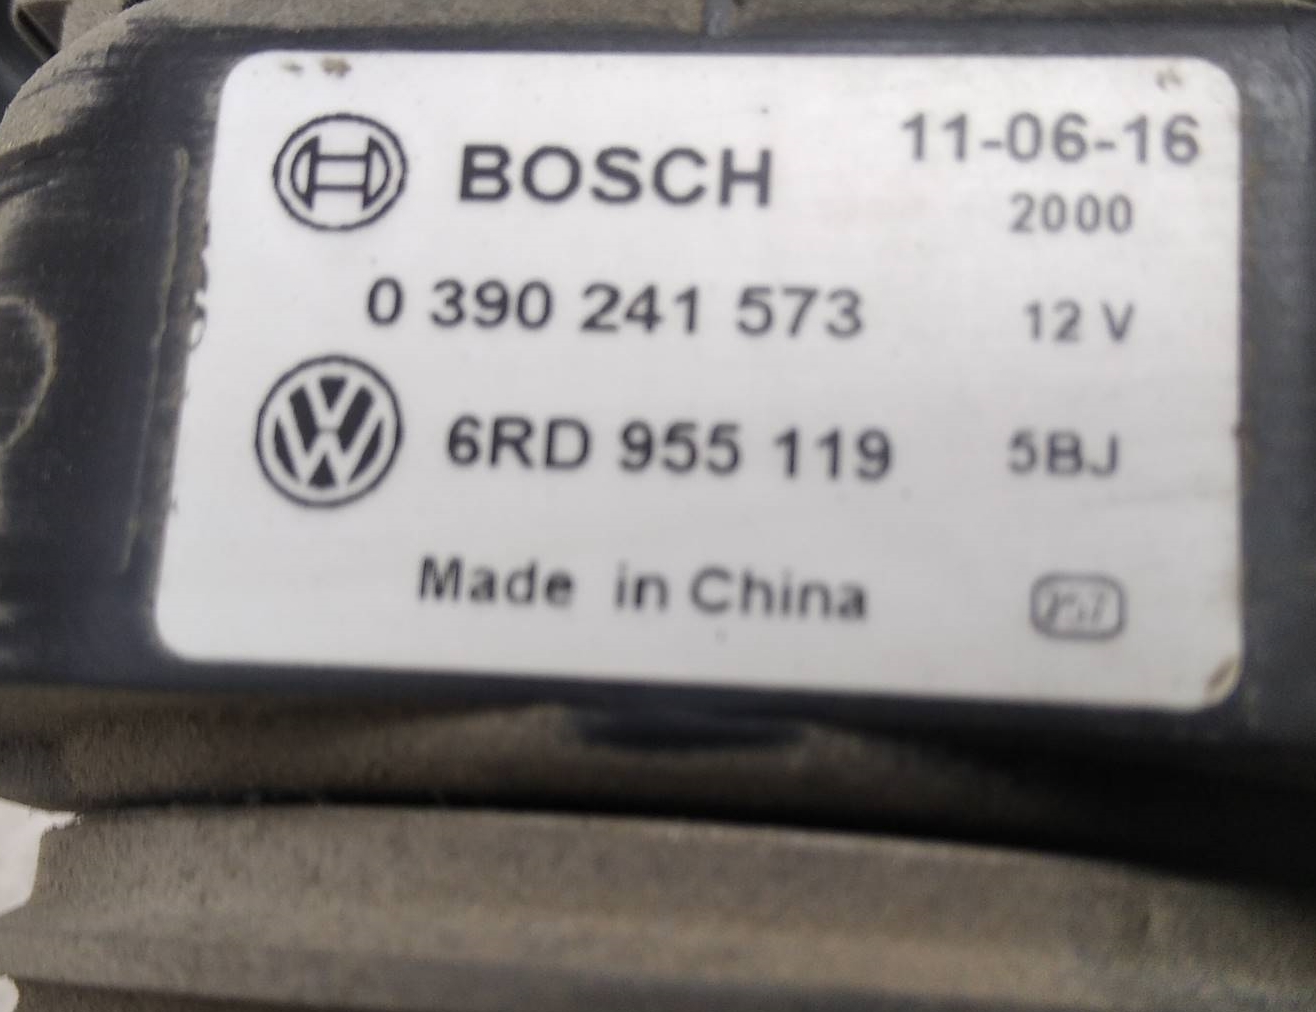 BOSCH 11-06-16
2000
0 390 241 573 12 V
6RD 955 119 5BJ
Made in China